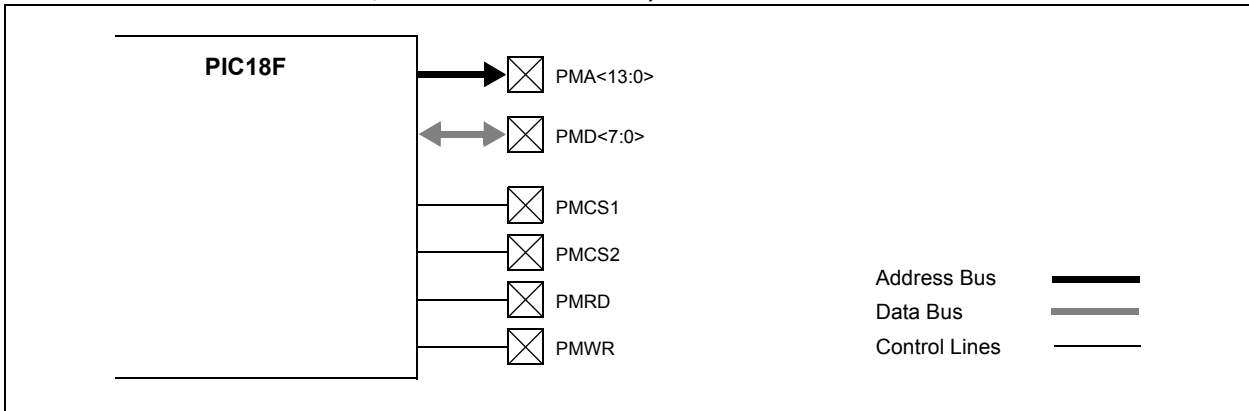 PIC18F
PMA<13:0>
PMD<7:0>
PMCS1
PMCS2
PMRD
PMWR
Address Bus
Data Bus
Control Lines